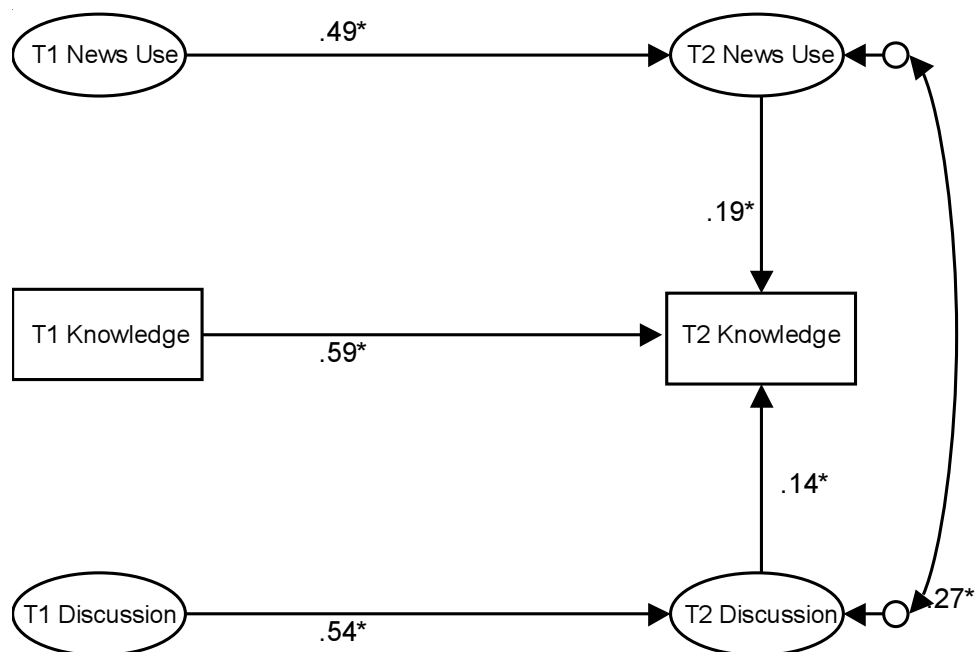 .49*
T1 News Use
T2 News Use
.19*
T1 Knowledge
T2 Knowledge
.59*
.14*
T1 Discussion
T2 Discussion
.27*
.54*